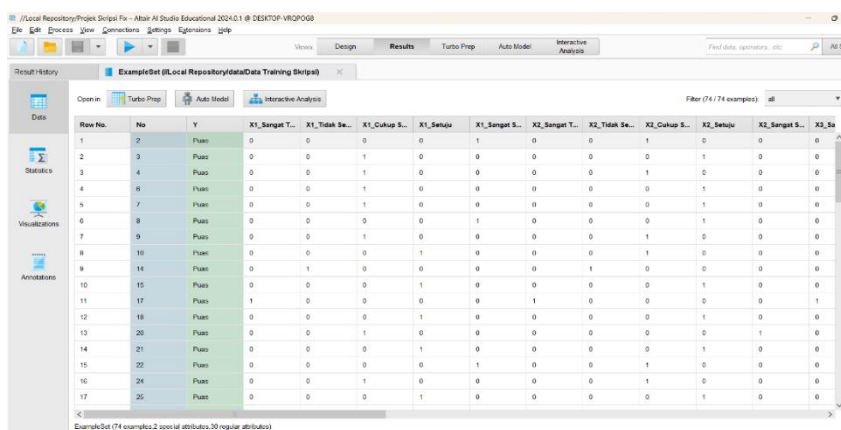 //Local Repository/Projek Skripsi Fix – Altair AI Studio Educational 2024.0.1 @ DESKTOP-VRQPOG8
File Edit Process View Connections Settings Extensions Help
Views: Design Results Turbo Prep Auto Model Interactive Analysis Find data, operators, etc All S
Result History ExampleSet (//Local Repository/data/Data Training Skripsi)
Data
Statistics
Visualizations
Annotations
Open in Turbo Prep Auto Model Interactive Analysis Filter (74 / 74 examples): all
Row No. No Y X1_Sangat T... X1_Tidak Se... X1_Cukup S... X1_Setuju X1_Sangat S... X2_Sangat T... X2_Tidak Se... X2_Cukup S... X2_Setuju X2_Sangat S... X3_Sa
1 2 Puas 0 0 0 0 1 0 0 1 0 0 0
2 3 Puas 0 0 1 0 0 0 0 0 1 0 0
3 4 Puas 0 0 1 0 0 0 0 1 0 0 0
4 6 Puas 0 0 1 0 0 0 0 0 1 0 0
5 7 Puas 0 0 1 0 0 0 0 0 1 0 0
6 8 Puas 0 0 0 0 1 0 0 0 1 0 0
7 9 Puas 0 0 1 0 0 0 0 1 0 0 0
8 10 Puas 0 0 0 1 0 0 0 1 0 0 0
9 14 Puas 0 1 0 0 0 0 1 0 0 0 0
10 15 Puas 0 0 0 1 0 0 0 0 1 0 0
11 17 Puas 1 0 0 0 0 1 0 0 0 0 1
12 18 Puas 0 0 0 1 0 0 0 0 1 0 0
13 20 Puas 0 0 1 0 0 0 0 0 0 1 0
14 21 Puas 0 0 0 1 0 0 0 0 1 0 0
15 22 Puas 0 0 0 0 1 0 0 1 0 0 0
16 24 Puas 0 0 1 0 0 0 0 1 0 0 0
17 25 Puas 0 0 0 1 0 0 0 0 1 0 0
ExampleSet (74 examples,2 special attributes,30 regular attributes)